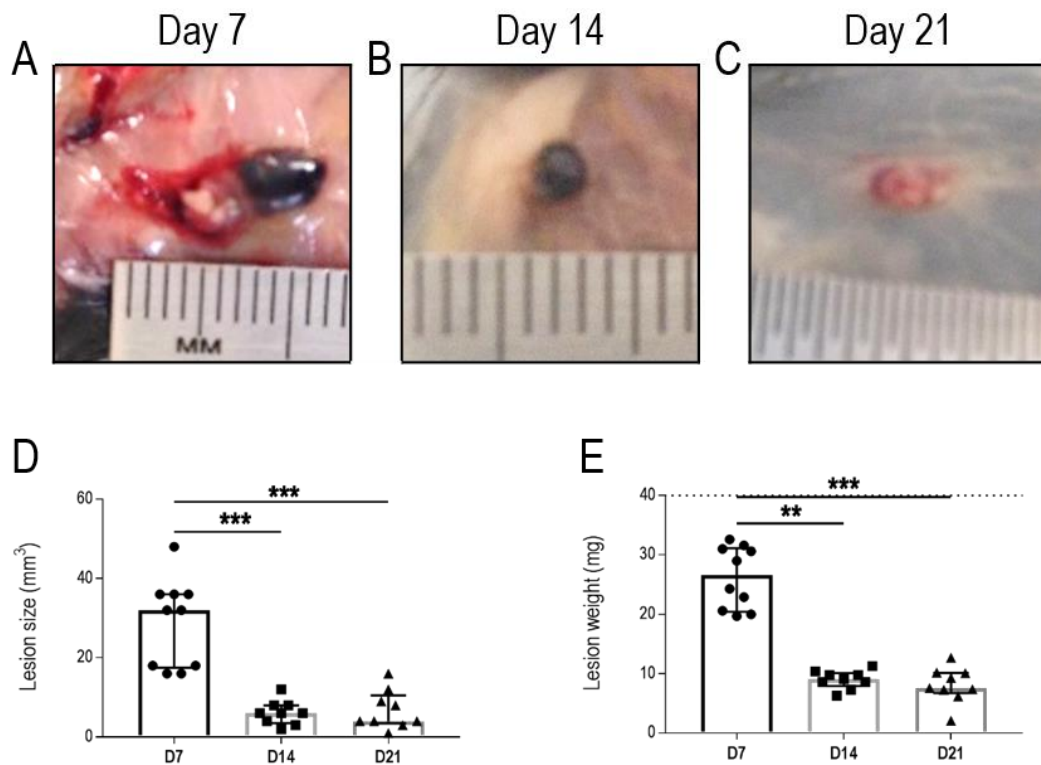 Day 7
Day 14
Day 21
A
B
C
MM
D
E
Lesion size (mm³)
60
40
20
0
***
***
D7
D14
D21
Lesion weight (mg)
40
30
20
10
0
***
**
D7
D14
D21